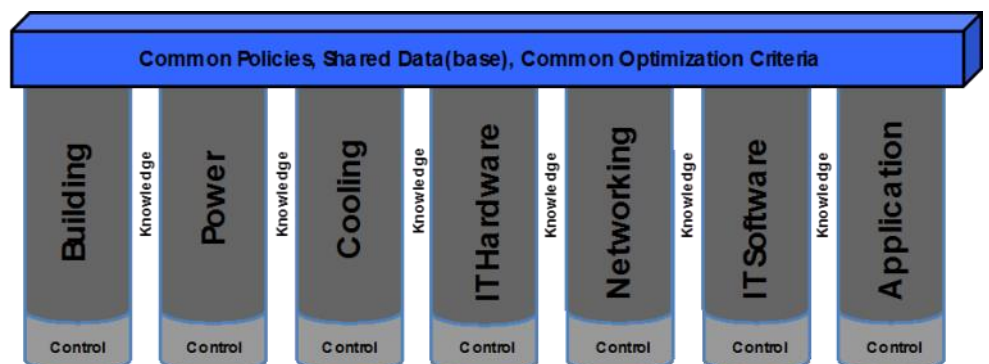 Common Policies, Shared Data(base), Common Optimization Criteria
Building
Knowledge
Power
Knowledge
Cooling
Knowledge
IT Hardware
Knowledge
Networking
Knowledge
IT Software
Knowledge
Application
Control
Control
Control
Control
Control
Control
Control